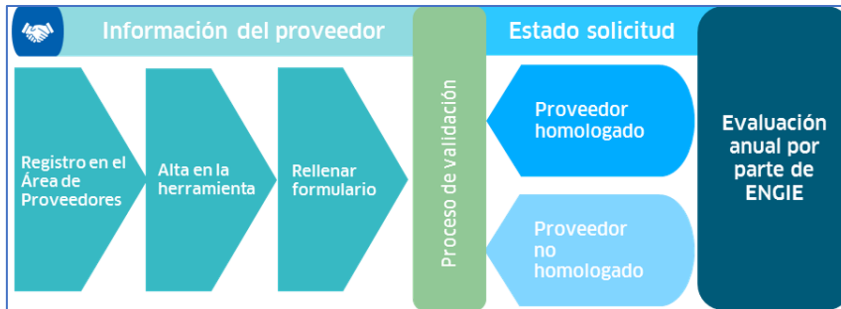 Información del proveedor
Estado solicitud
Registro en el
Área de
Proveedores
Alta en la
herramienta
Rellenar
formulario
Proceso de validación
Proveedor
homologado
Proveedor
no
homologado
Evaluación
anual por
parte de
ENGIE